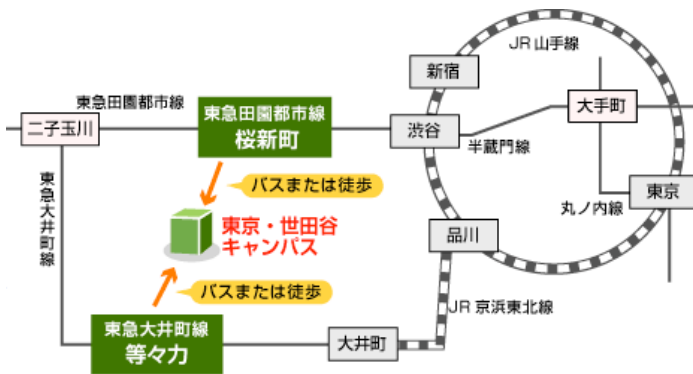 JR 山手線
新宿
東急田園都市線
東急田園都市線
桜新町
大手町
二子玉川
渋谷
半蔵門線
バスまたは徒歩
東急大井町線
東京
丸ノ内線
東京・世田谷
キャンパス
品川
バスまたは徒歩
JR 京浜東北線
東急大井町線
等々力
大井町